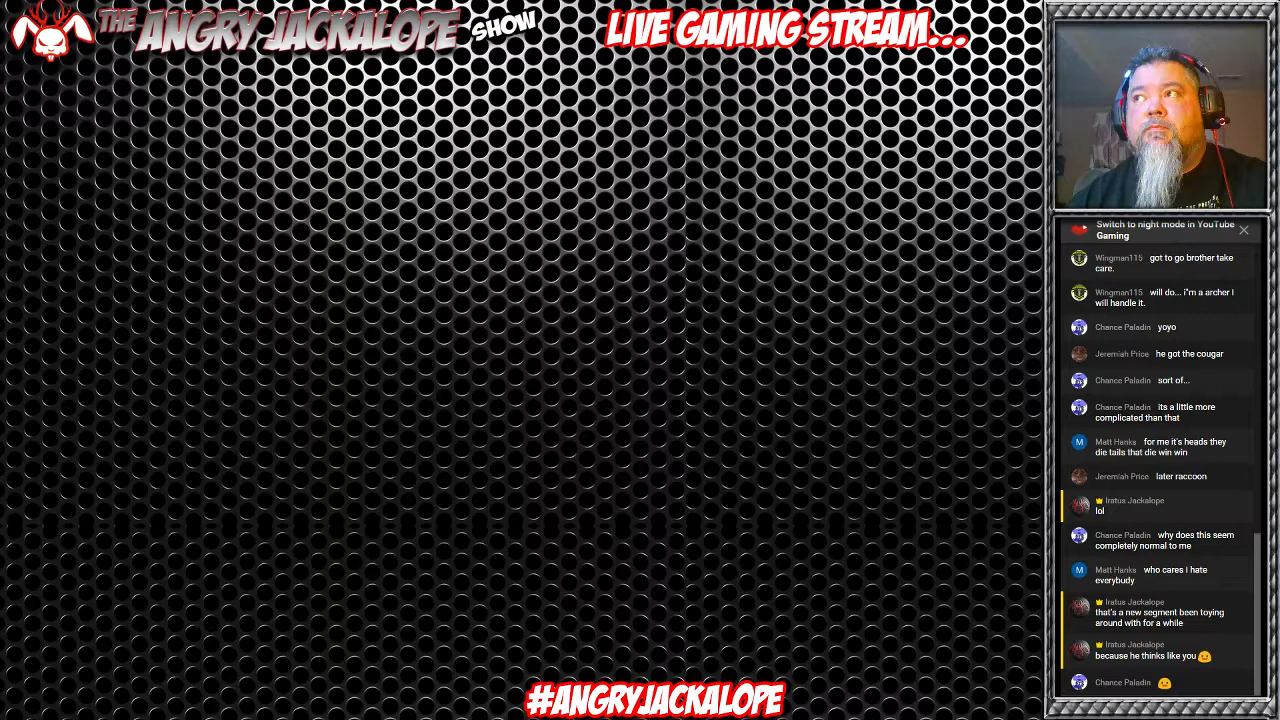 THE ANGRY JACKALOPE SHOW
LIVE GAMING STREAM...
Switch to night mode in YouTube
Gaming
Wingman115 got to go brother take
care.
Wingman115 will do... i"m a archer I
will handle it.
Chance Paladin yoyo
Jeremiah Price he got the cougar
Chance Paladin sort of...
Chance Paladin its a little more
complicated than that
M
Matt Hanks for me it's heads they
die tails that die win win
Jeremiah Price later raccoon
Iratus Jackalope
lol
Chance Paladin why does this seem
completely normal to me
M
Matt Hanks who cares I hate
everybudy
Iratus Jackalope
that's a new segment been toying
around with for a while
Iratus Jackalope
because he thinks like you
Chance Paladin
#ANGRYJACKALOPE